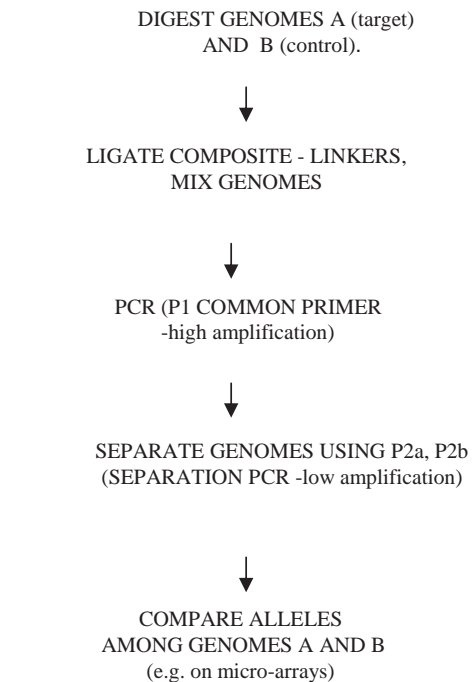 DIGEST GENOMES A (target)
AND B (control).
LIGATE COMPOSITE - LINKERS,
MIX GENOMES
PCR (P1 COMMON PRIMER
-high amplification)
SEPARATE GENOMES USING P2a, P2b
(SEPARATION PCR -low amplification)
COMPARE ALLELES
AMONG GENOMES A AND B
(e.g. on micro-arrays)